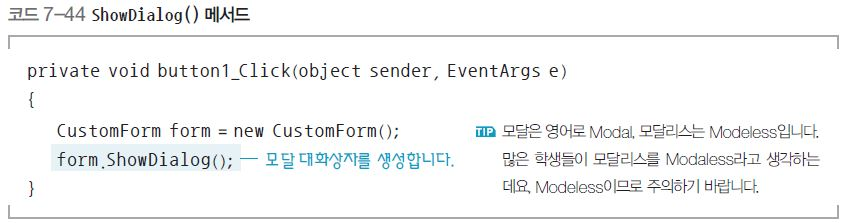 코드 7-44 ShowDialog() 메서드
private void button1_Click(object sender, EventArgs e)
{
CustomForm form = new CustomForm();
form.ShowDialog(); 모달 대화상자를 생성합니다.
}
TIP 모달은 영어로 Modal, 모달리스는 Modeless입니다.
많은 학생들이 모달리스를 Modaless라고 생각하는
데요, Modeless이므로 주의하기 바랍니다.